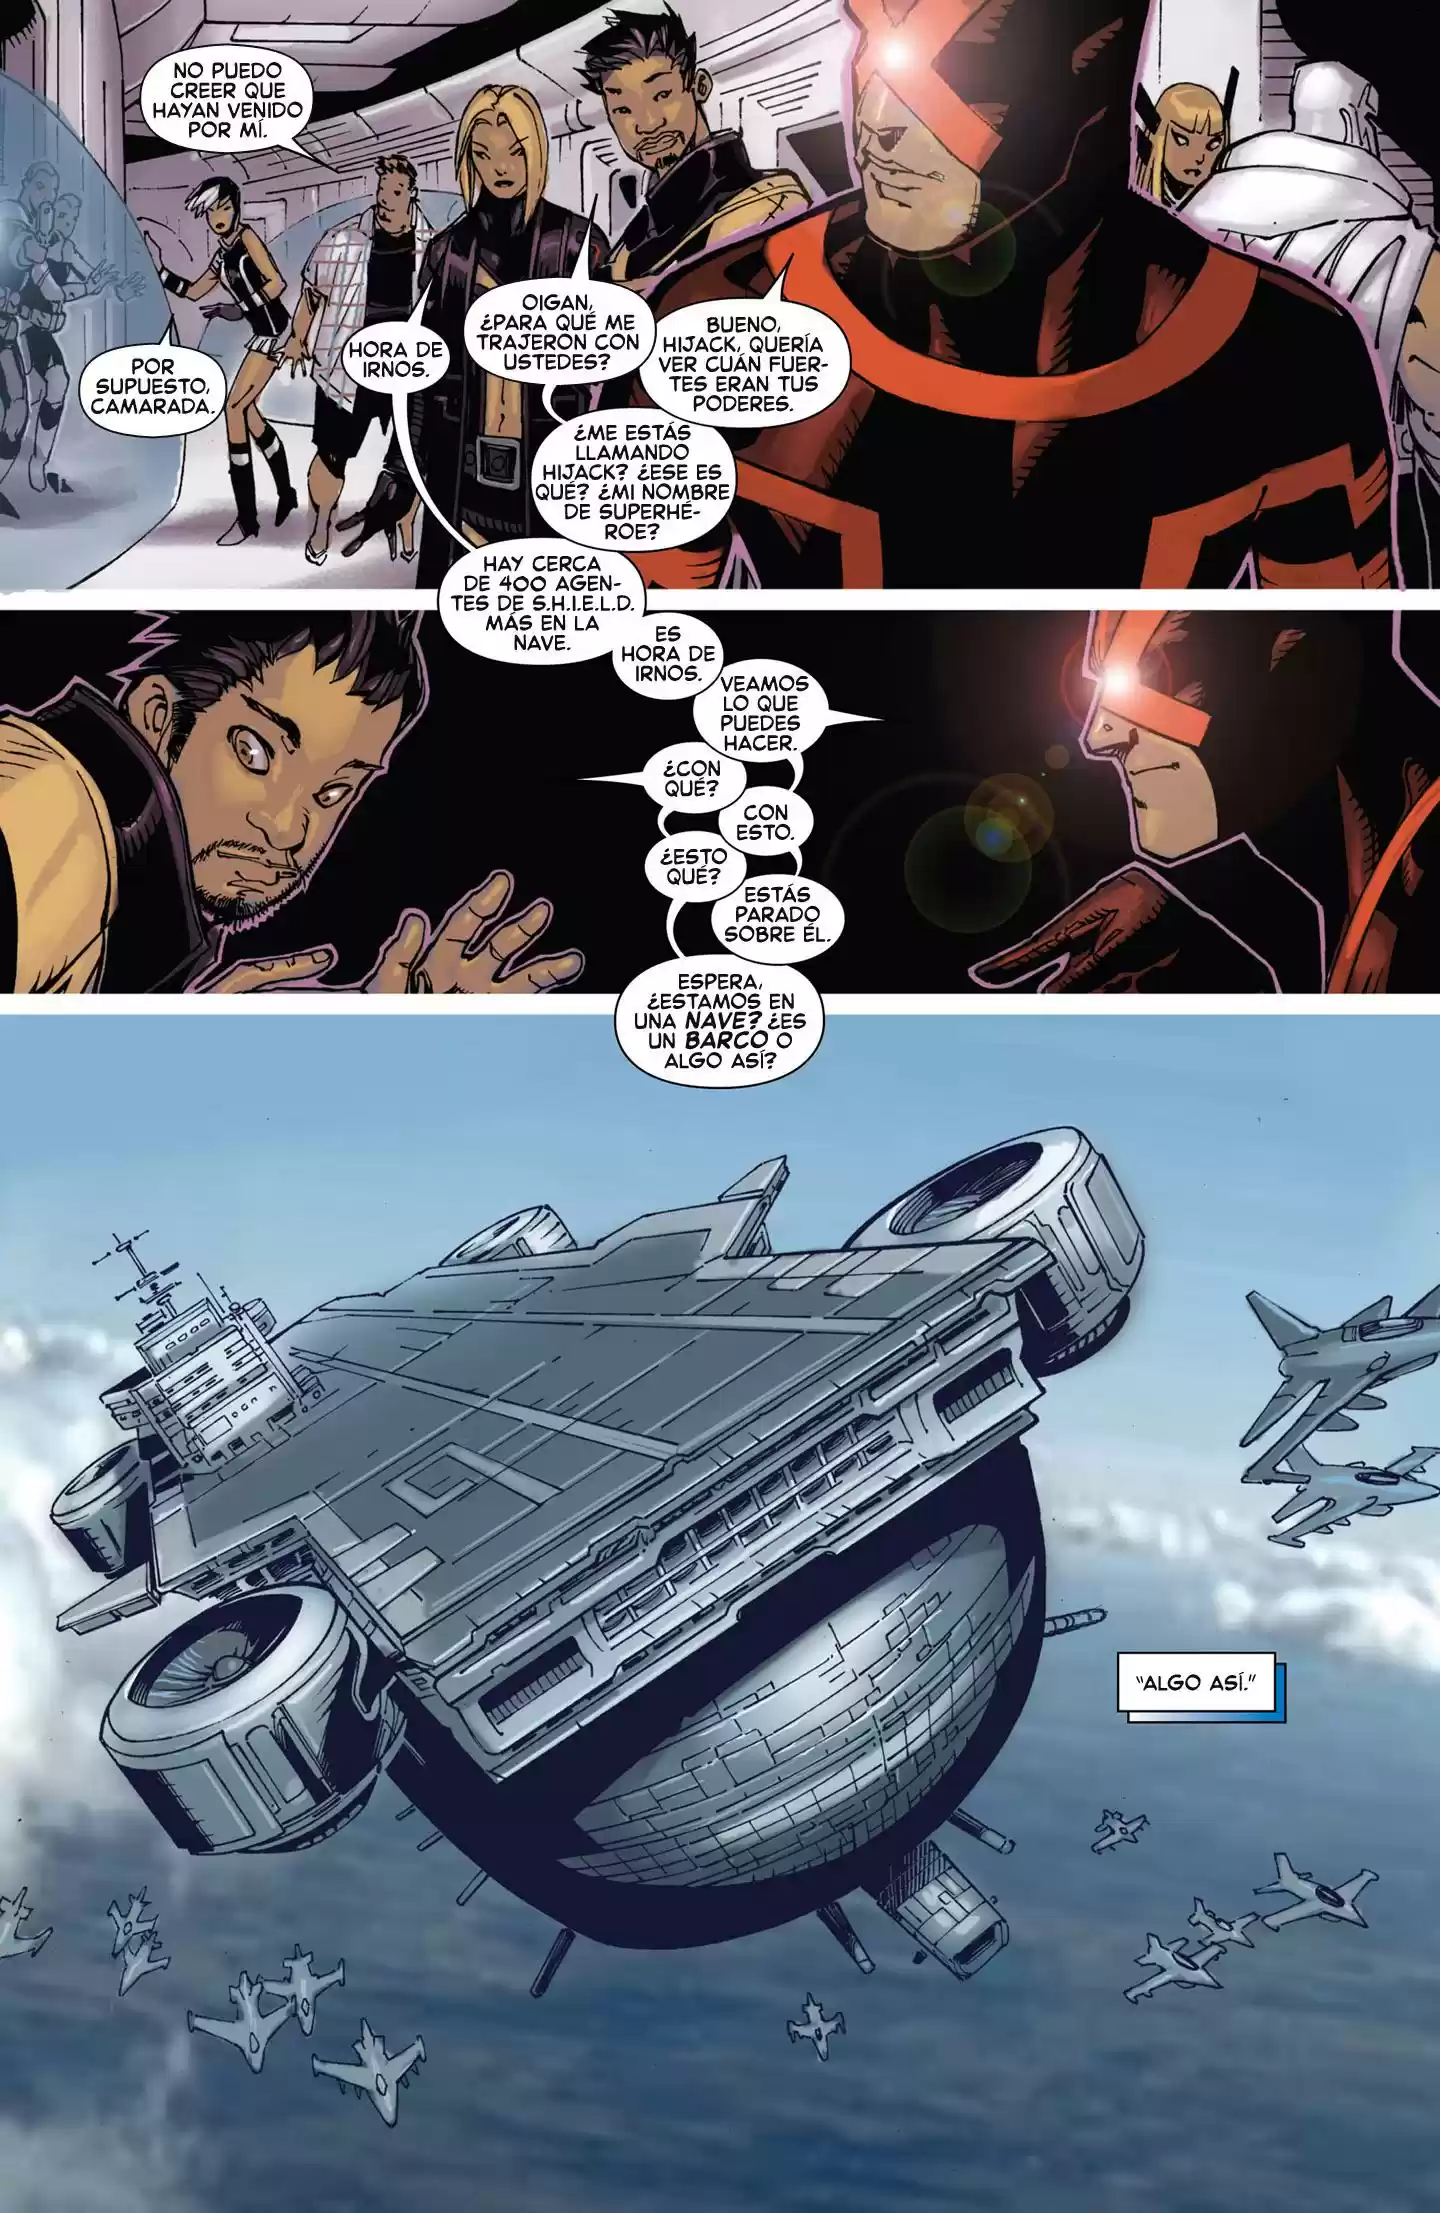 NO PUEDO
CREER QUE
HAYAN VENIDO
POR MÍ.
POR
SUPUESTO,
CAMARADA.
HORA DE
IRNOS.
OIGAN,
¿PARA QUÉ ME
TRAJERON CON
USTEDES?
BUENO,
HIJACK, QUERÍA
VER CUÁN FUER-
TES ERAN TUS
PODERES.
¿ME ESTÁS
LLAMANDO
HIJACK? ¿ESE ES
QUÉ? ¿MI NOMBRE
DE SUPERHÉ-
ROE?
HAY CERCA
DE 400 AGEN-
TES DE S.H.I.E.L.D.
MÁS EN LA
NAVE.
ES
HORA DE
IRNOS.
VEAMOS
LO QUE
PUEDES
HACER.
¿CON
QUÉ?
CON
ESTO.
¿ESTO
QUÉ?
ESTÁS
PARADO
SOBRE ÉL.
ESPERA,
¿ESTAMOS EN
UNA NAVE? ¿ES
UN BARCO O
ALGO ASÍ?
"ALGO ASÍ."